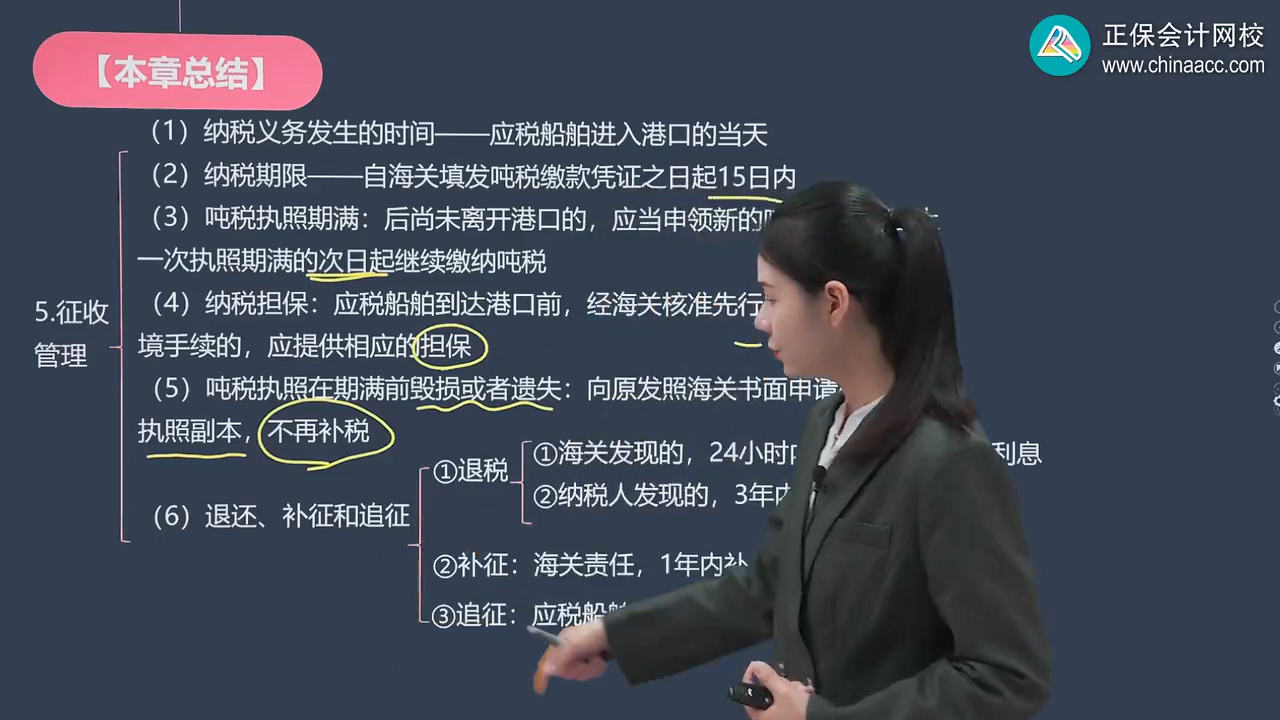 正保会计网校
www.chinaacc.com
【本章总结】
（1）纳税义务发生的时间——应税船舶进入港口的当天
（2）纳税期限——自海关填发吨税缴款凭证之日起15日内
（3）吨税执照期满：后尚未离开港口的，应当申领新的
一次执照期满的次日起继续缴纳吨税
（4）纳税担保：应税船舶到达港口前，经海关核准先行
5.征收
管理
境手续的，应提供相应的担保
（5）吨税执照在期满前毁损或者遗失：向原发照海关书面申请
执照副本，不再补税
（6）退还、补征和追征
①退税
①海关发现的，24小时内 利息
②纳税人发现的，3年内
②补征：海关责任，1年内补
③追征：应税船舶